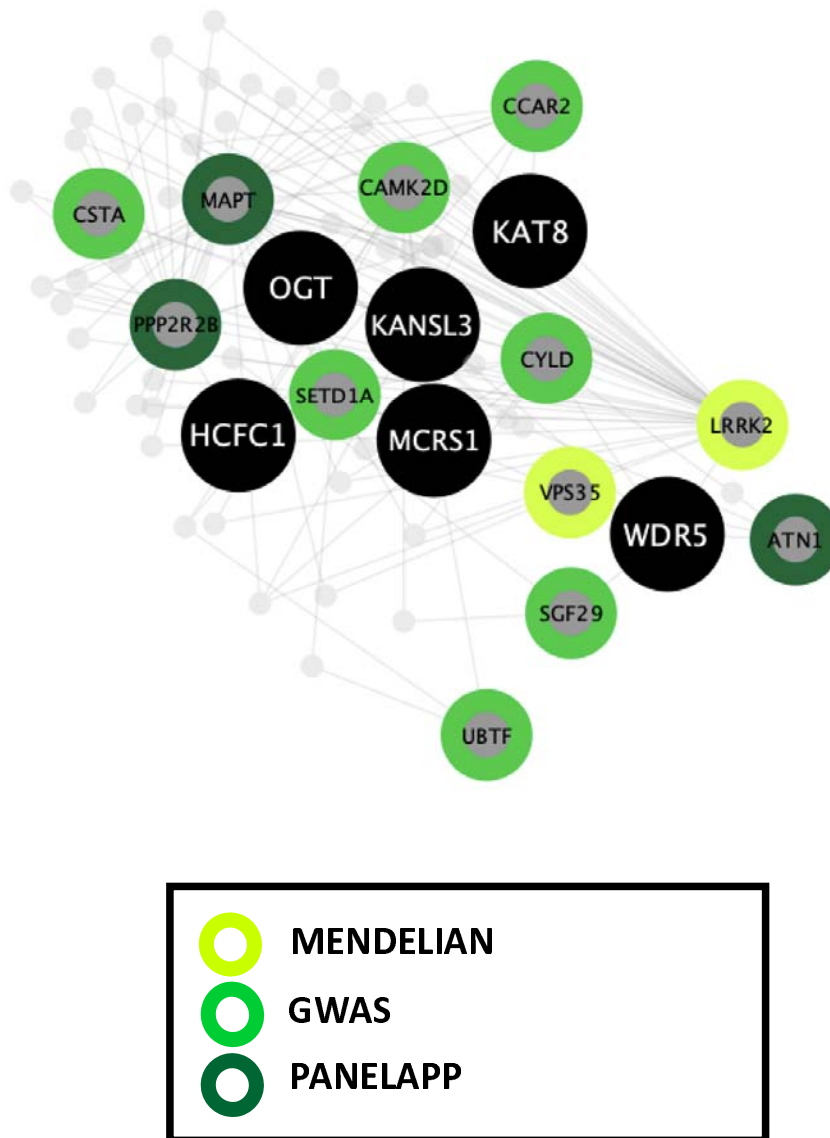 CCAR2
CAMK2D
MAPT
CSTA
KAT8
OGT
KANSL3
PPP2R2B
CYLD
SETD1A
LRRK2
HCFC1
MCRS1
VPS35
WDR5
ATN1
SGF29
UBTF
MENDELIAN
GWAS
PANELAPP